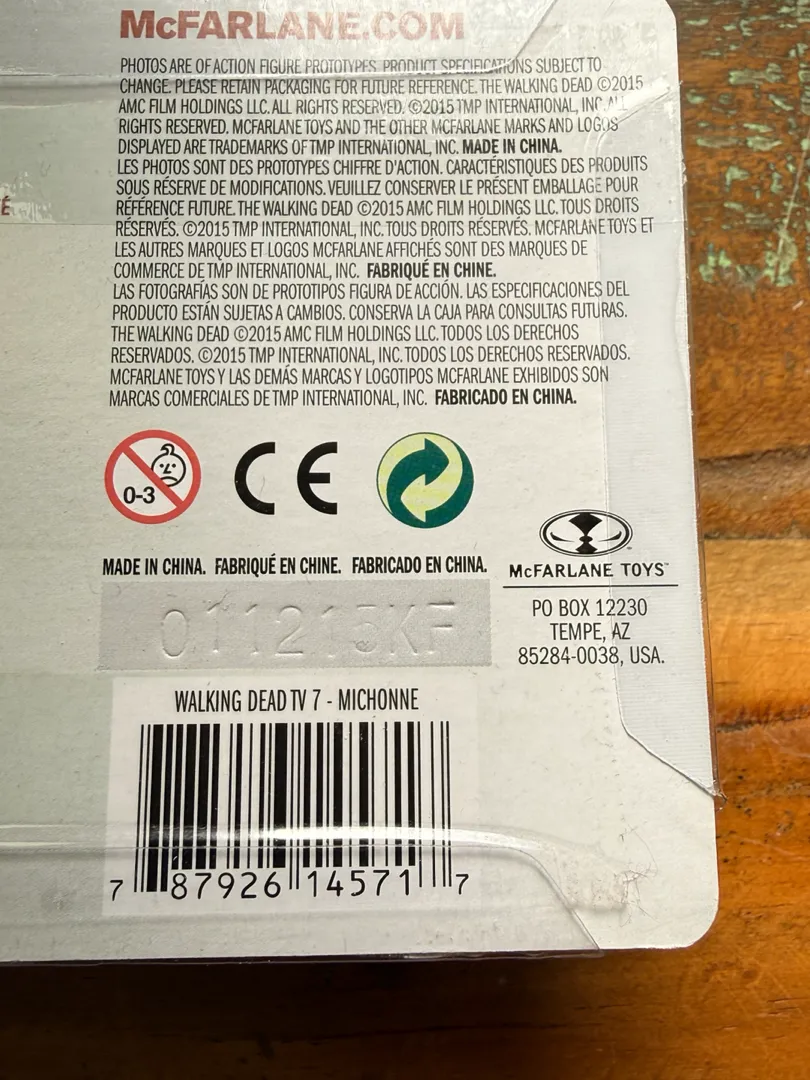 McFARLANE.COM
PHOTOS ARE OF ACTION FIGURE PROTOTYPES. PRODUCT SPECIFICATIONS SUBJECT TO
CHANGE. PLEASE RETAIN PACKAGING FOR FUTURE REFERENCE. THE WALKING DEAD ©2015
AMC FILM HOLDINGS LLC. ALL RIGHTS RESERVED. ©2015 TMP INTERNATIONAL, INC. ALL
RIGHTS RESERVED. MCFARLANE TOYS AND THE OTHER MCFARLANE MARKS AND LOGOS
DISPLAYED ARE TRADEMARKS OF TMP INTERNATIONAL, INC. MADE IN CHINA.
LES PHOTOS SONT DES PROTOTYPES CHIFFRE D'ACTION. CARACTÉRISTIQUES DES PRODUITS
SOUS RÉSERVE DE MODIFICATIONS. VEUILLEZ CONSERVER LE PRÉSENT EMBALLAGE POUR
RÉFÉRENCE FUTURE. THE WALKING DEAD ©2015 AMC FILM HOLDINGS LLC. TOUS DROITS
RÉSERVÉS. ©2015 TMP INTERNATIONAL, INC. TOUS DROITS RÉSERVÉS. MCFARLANE TOYS ET
LES AUTRES MARQUES ET LOGOS MCFARLANE AFFICHÉS SONT DES MARQUES DE
COMMERCE DE TMP INTERNATIONAL, INC. FABRIQUÉ EN CHINE.
LAS FOTOGRAFÍAS SON DE PROTOTIPOS FIGURA DE ACCIÓN. LAS ESPECIFICACIONES DEL
PRODUCTO ESTÁN SUJETAS A CAMBIOS. CONSERVA LA CAJA PARA CONSULTAS FUTURAS.
THE WALKING DEAD ©2015 AMC FILM HOLDINGS LLC. TODOS LOS DERECHOS
RESERVADOS. ©2015 TMP INTERNATIONAL, INC. TODOS LOS DERECHOS RESERVADOS.
MCFARLANE TOYS Y LAS DEMÁS MARCAS Y LOGOTIPOS MCFARLANE EXHIBIDOS SON
MARCAS COMERCIALES DE TMP INTERNATIONAL, INC. FABRICADO EN CHINA.
0-3
CE
MADE IN CHINA. FABRIQUÉ EN CHINE. FABRICADO EN CHINA.
011215KF
McFARLANE TOYS™
PO BOX 12230
TEMPE, AZ
85284-0038, USA.
WALKING DEAD TV 7 - MICHONNE
7 87926 14571 7